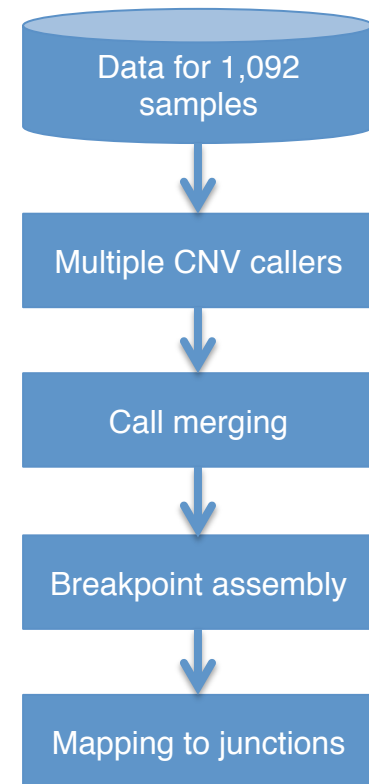 Data for 1,092
samples
Multiple CNV callers
Call merging
Breakpoint assembly
Mapping to junctions